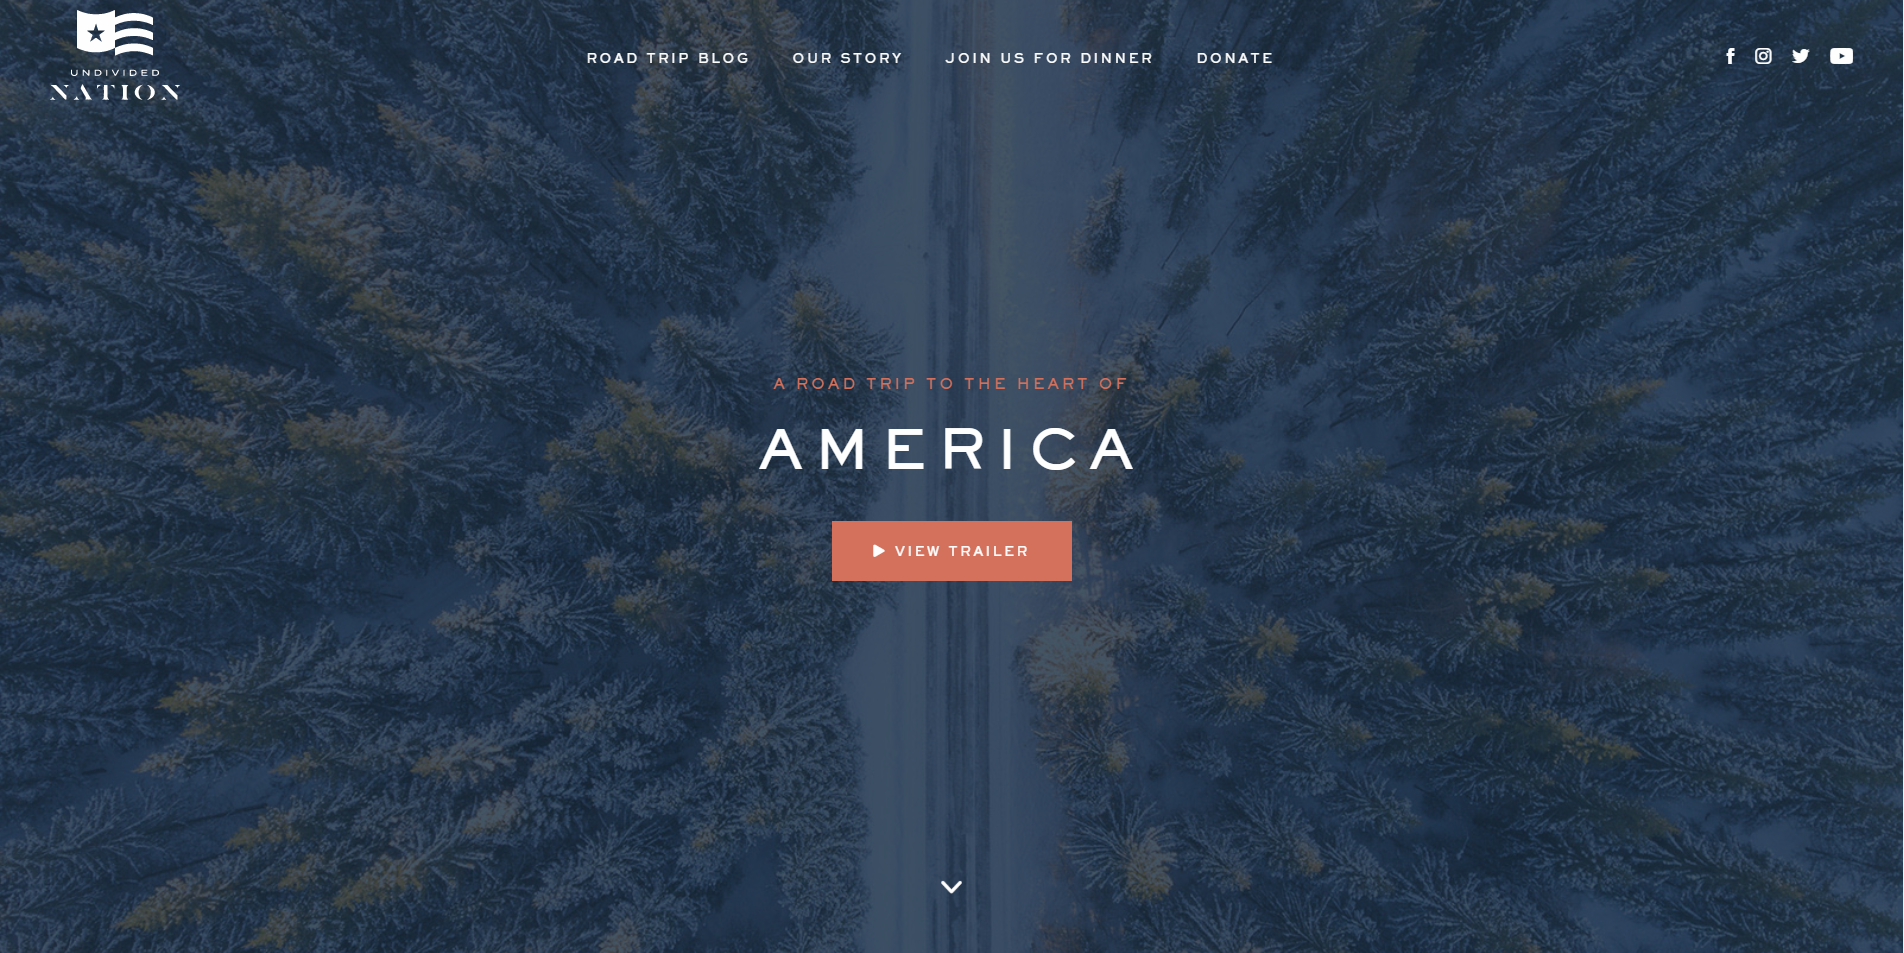 UNDIVIDED
NATION
ROAD TRIP BLOG
OUR STORY
JOIN US FOR DINNER
DONATE
A ROAD TRIP TO THE HEART OF
AMERICA
VIEW TRAILER